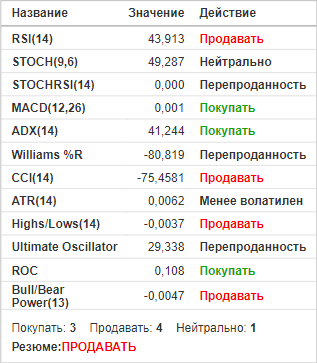 Название Значение Действие
RSI(14) 43,913 Продавать
STOCH(9,6) 49,287 Нейтрально
STOCHRSI(14) 0,000 Перепроданность
MACD(12,26) 0,001 Покупать
ADX(14) 41,244 Покупать
Williams %R -80,819 Перепроданность
CCI(14) -75,4581 Продавать
ATR(14) 0,0062 Менее волатилен
Highs/Lows(14) -0,0037 Продавать
Ultimate Oscillator 29,338 Перепроданность
ROC 0,108 Покупать
Bull/Bear
Power(13) -0,0047 Продавать
Покупать: 3 Продавать: 4 Нейтрально: 1
Резюме:ПРОДАВАТЬ